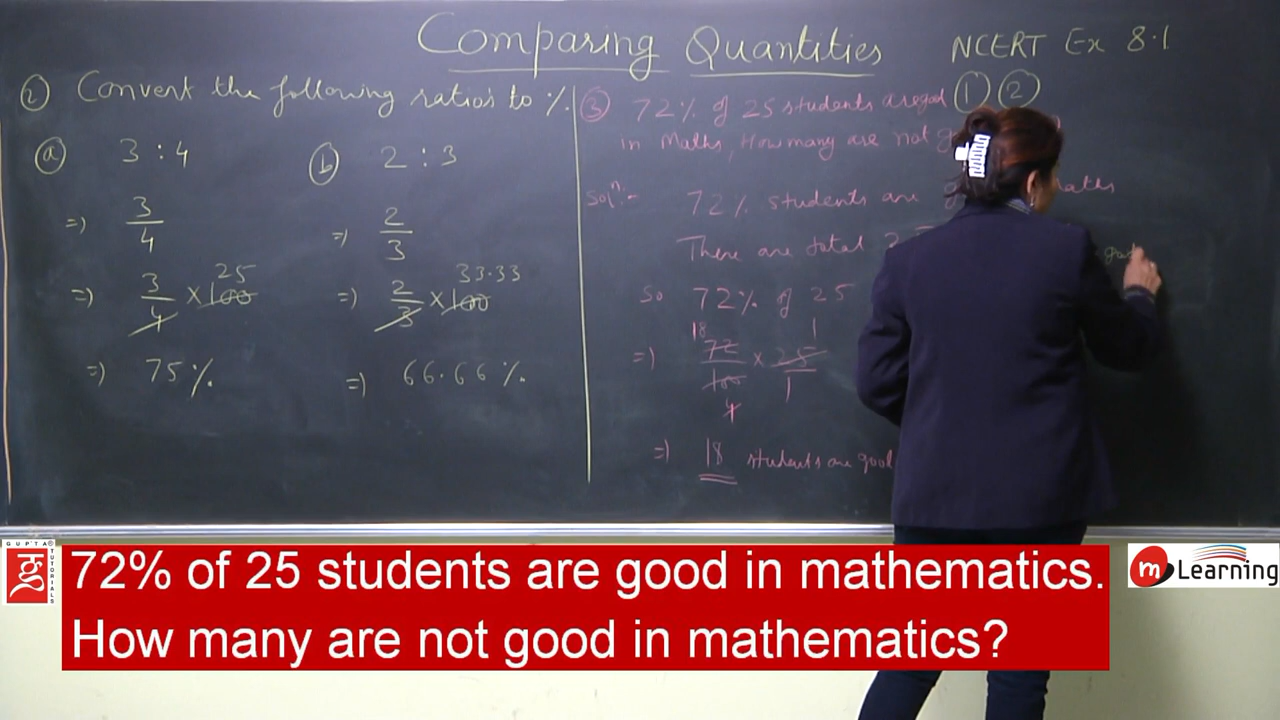 Comparing Quantities
NCERT Ex 8.1
① ②
② Convert the following ratios to %.
ⓐ 3 : 4
⇒ 3/4
⇒ 3/4 × 100 25
⇒ 75%
ⓑ 2 : 3
⇒ 2/3
⇒ 2/3 × 100 33.33
⇒ 66.66%
③ 72% of 25 students are good
in Maths, How many are not
Soln:- 72% students are maths
There are total
So 72% of 25
18 1
⇒ 72/100 × 25/1
4
⇒ 18 students are good
GUPTA TUTORIALS
72% of 25 students are good in mathematics.
How many are not good in mathematics?
m Learning